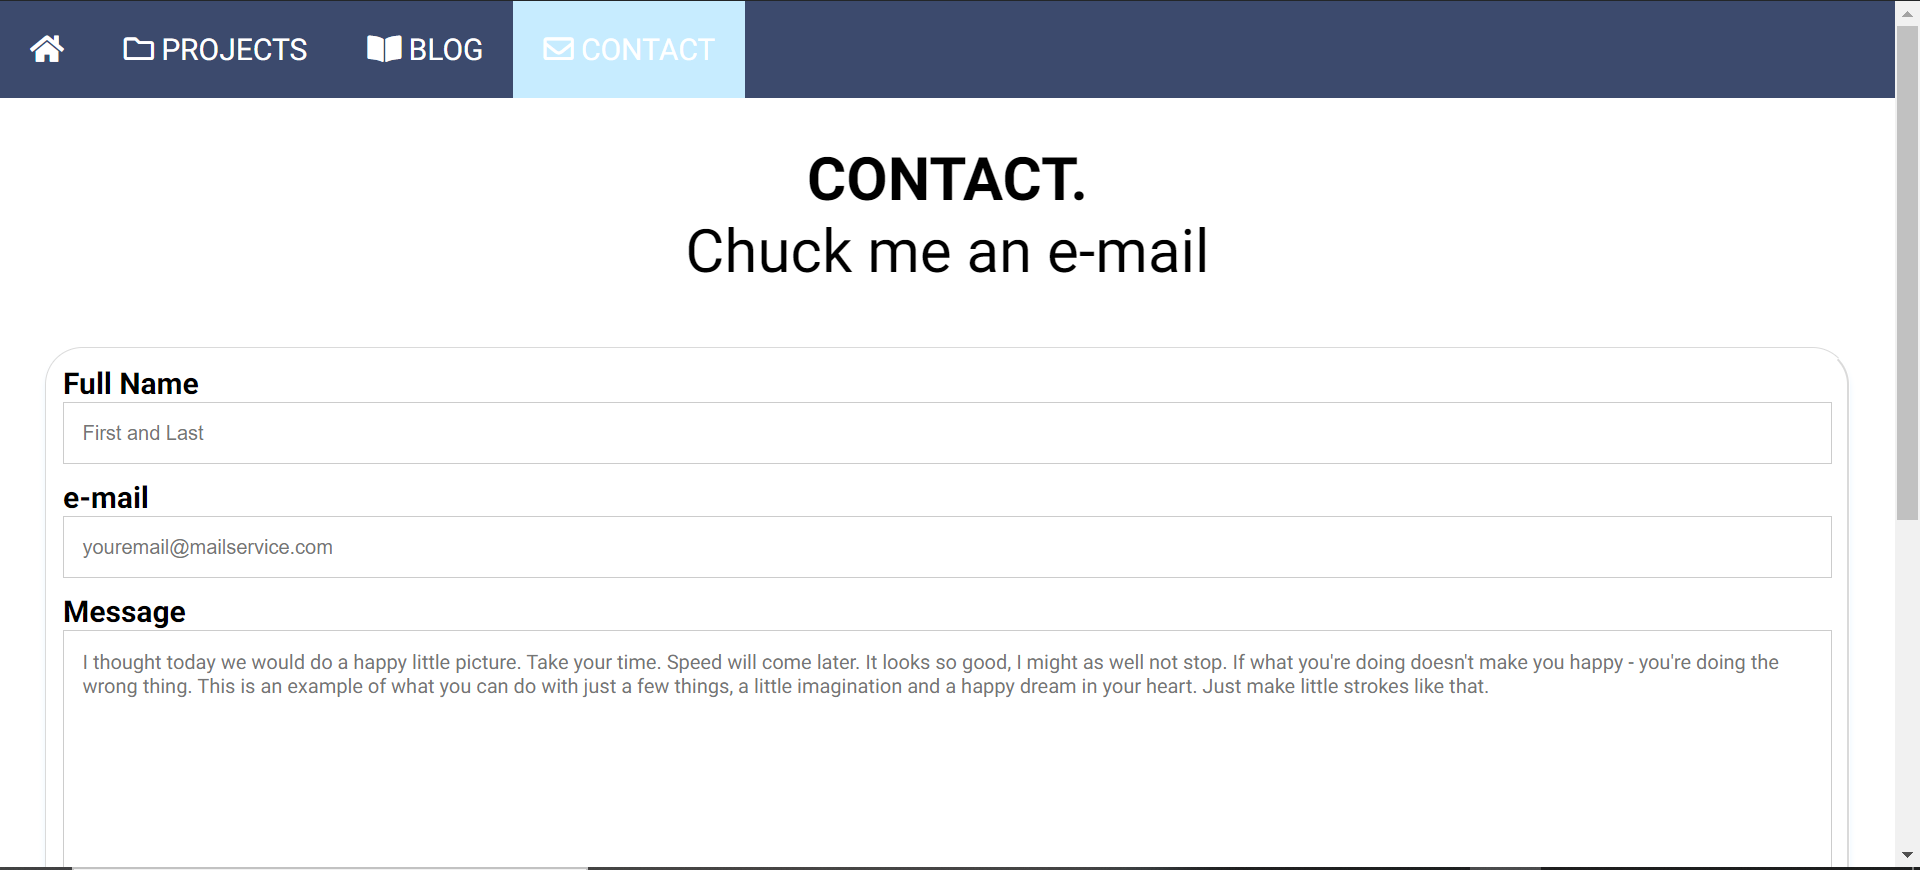 PROJECTS BLOG CONTACT
CONTACT.
Chuck me an e-mail
Full Name
First and Last
e-mail
youremail@mailservice.com
Message
I thought today we would do a happy little picture. Take your time. Speed will come later. It looks so good, I might as well not stop. If what you're doing doesn't make you happy - you're doing the
wrong thing. This is an example of what you can do with just a few things, a little imagination and a happy dream in your heart. Just make little strokes like that.